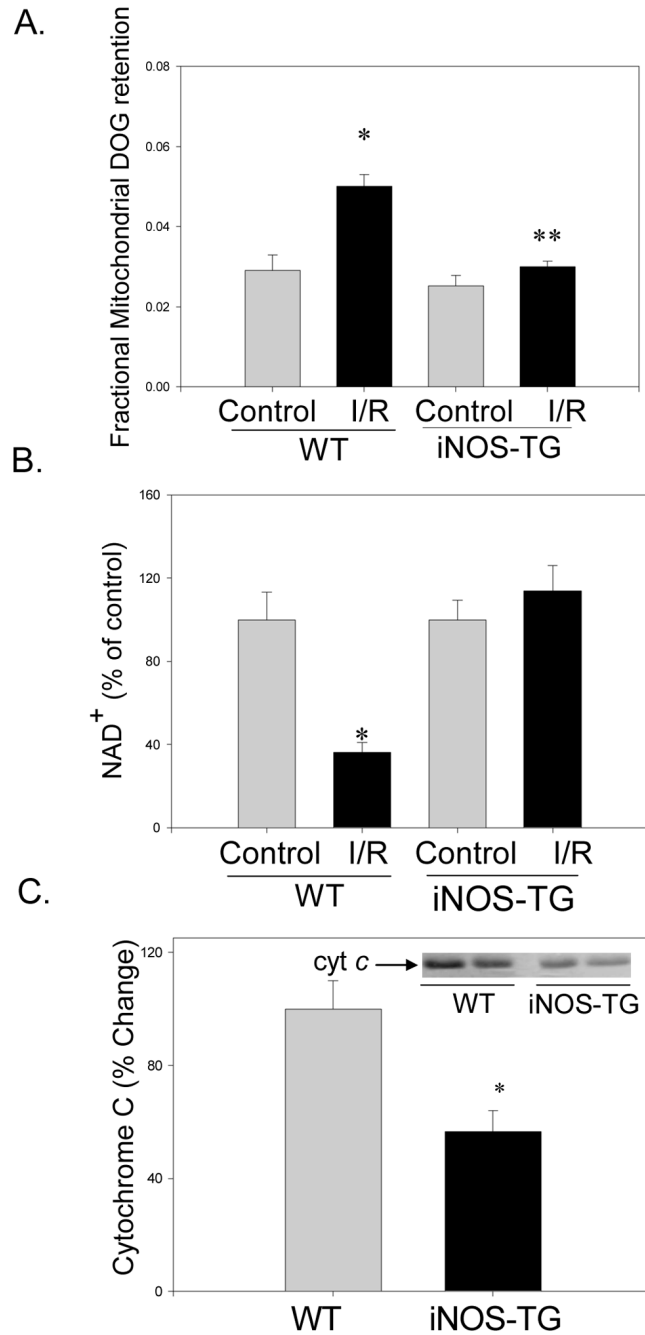 A.
Fractional Mitochondrial DOG retention
0.08
0.06
0.04
0.02
0.00
*
**
Control I/R Control I/R
WT iNOS-TG
B.
NAD+ (% of control)
160
120
80
40
0
*
Control I/R Control I/R
WT iNOS-TG
C.
Cytochrome C (% Change)
120
80
40
0
cyt c
WT iNOS-TG
*
WT iNOS-TG